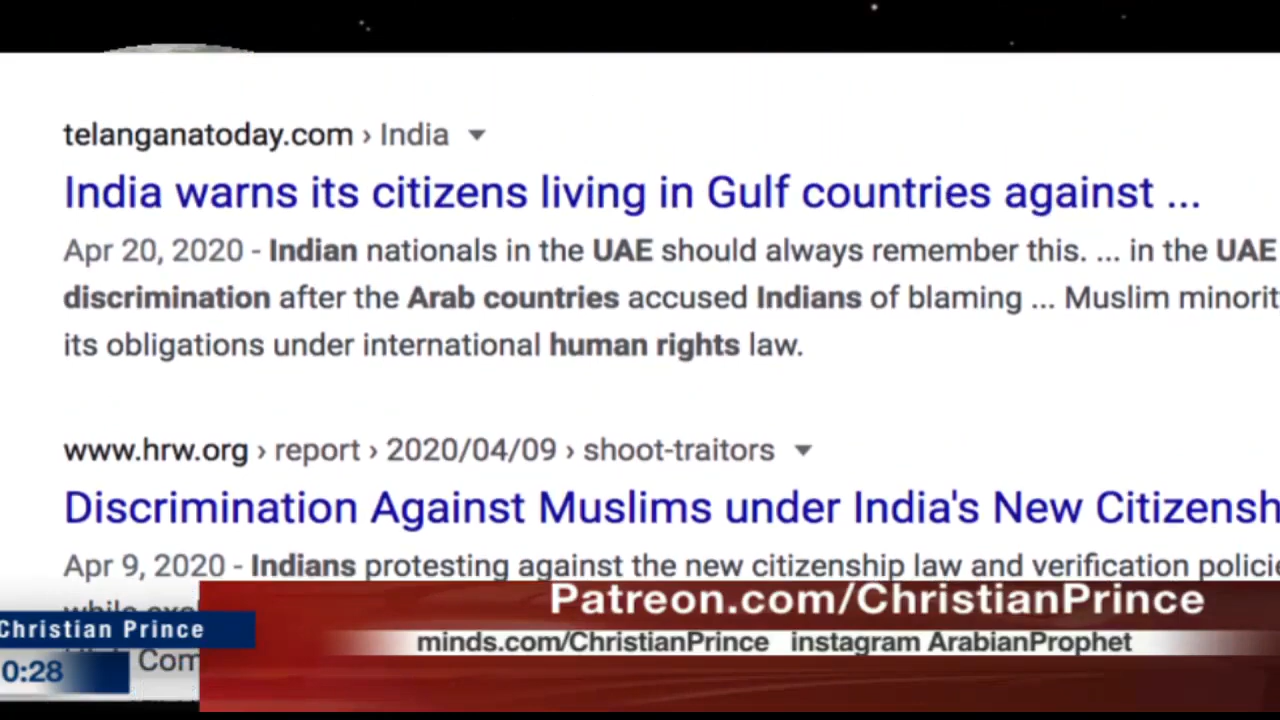 telanganatoday.com › India
India warns its citizens living in Gulf countries against ...
Apr 20, 2020 - Indian nationals in the UAE should always remember this. ... in the UAE
discrimination after the Arab countries accused Indians of blaming ... Muslim minorit
its obligations under international human rights law.
www.hrw.org › report › 2020/04/09 › shoot-traitors
Discrimination Against Muslims under India's New Citizensh
Apr 9, 2020 - Indians protesting against the new citizenship law and verification policie
Patreon.com/ChristianPrince
Christian Prince
minds.com/ChristianPrince instagram ArabianProphet
Com
0:28